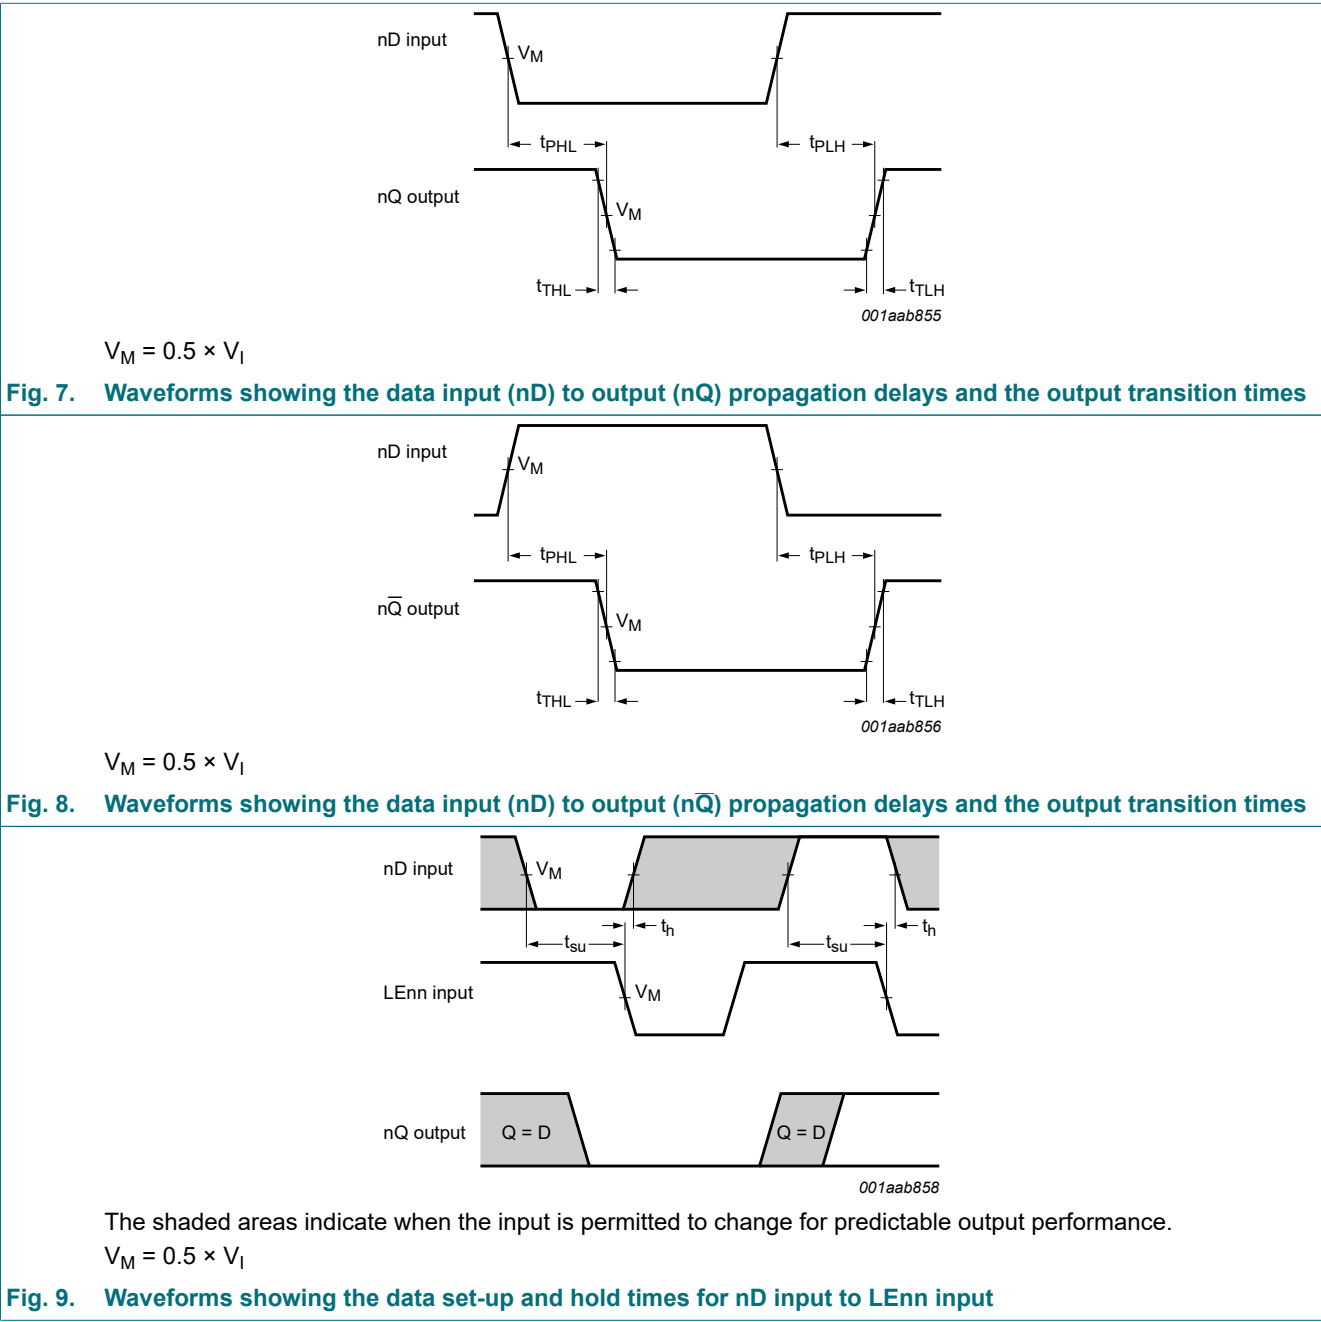 nD input
VM
tPHL
tPLH
nQ output
VM
tTHL
tTLH
001aab855
VM = 0.5 × VI
Fig. 7. Waveforms showing the data input (nD) to output (nQ) propagation delays and the output transition times
nD input
VM
tPHL
tPLH
nQ̅ output
VM
tTHL
tTLH
001aab856
VM = 0.5 × VI
Fig. 8. Waveforms showing the data input (nD) to output (nQ̅) propagation delays and the output transition times
nD input
VM
th
th
tsu
tsu
LEnn input
VM
nQ output
Q = D
Q = D
001aab858
The shaded areas indicate when the input is permitted to change for predictable output performance.
VM = 0.5 × VI
Fig. 9. Waveforms showing the data set-up and hold times for nD input to LEnn input